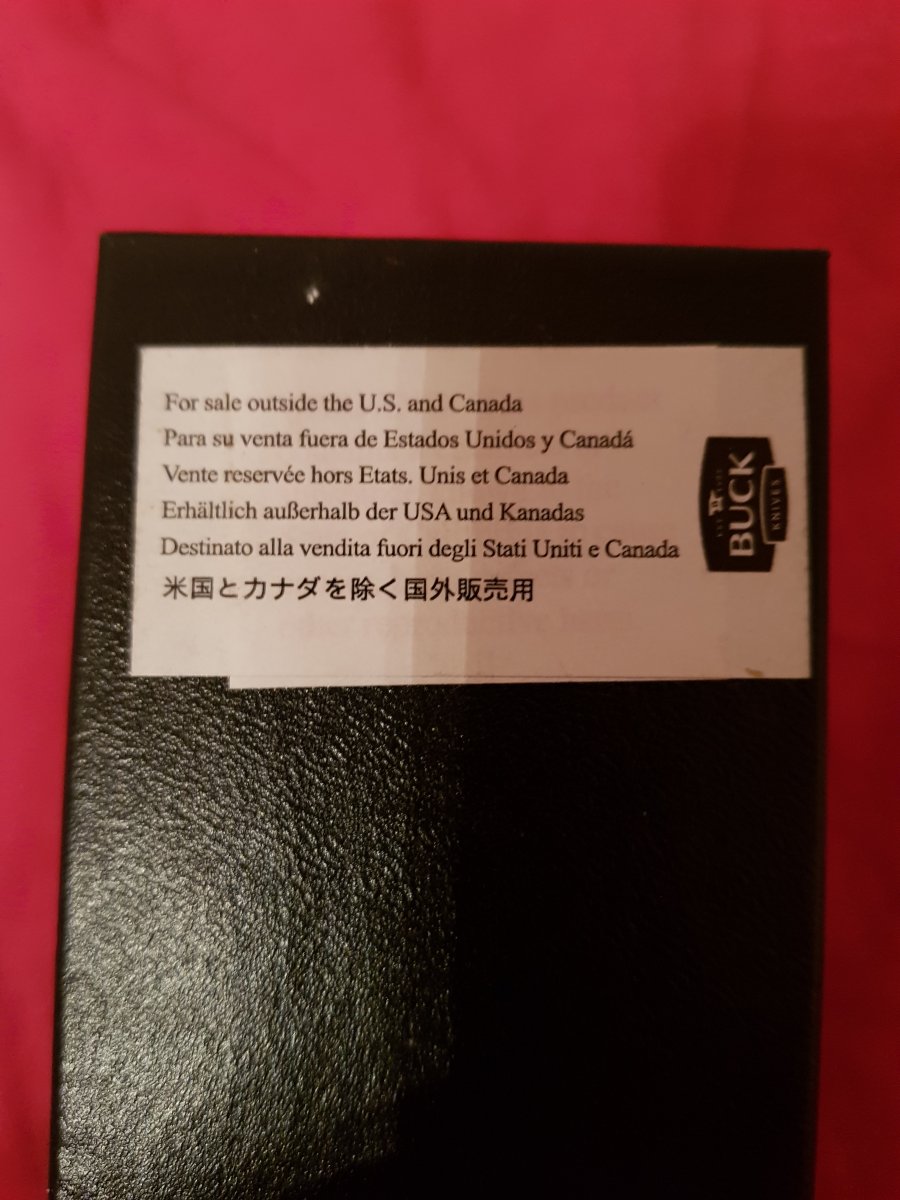 For sale outside the U.S. and Canada
Para su venta fuera de Estados Unidos y Canadá
Vente reservée hors Etats. Unis et Canada
Erhältlich außerhalb der USA und Kanadas
Destinato alla vendita fuori degli Stati Uniti e Canada
米国とカナダを除く国外販売用
BUCK
KNIVES